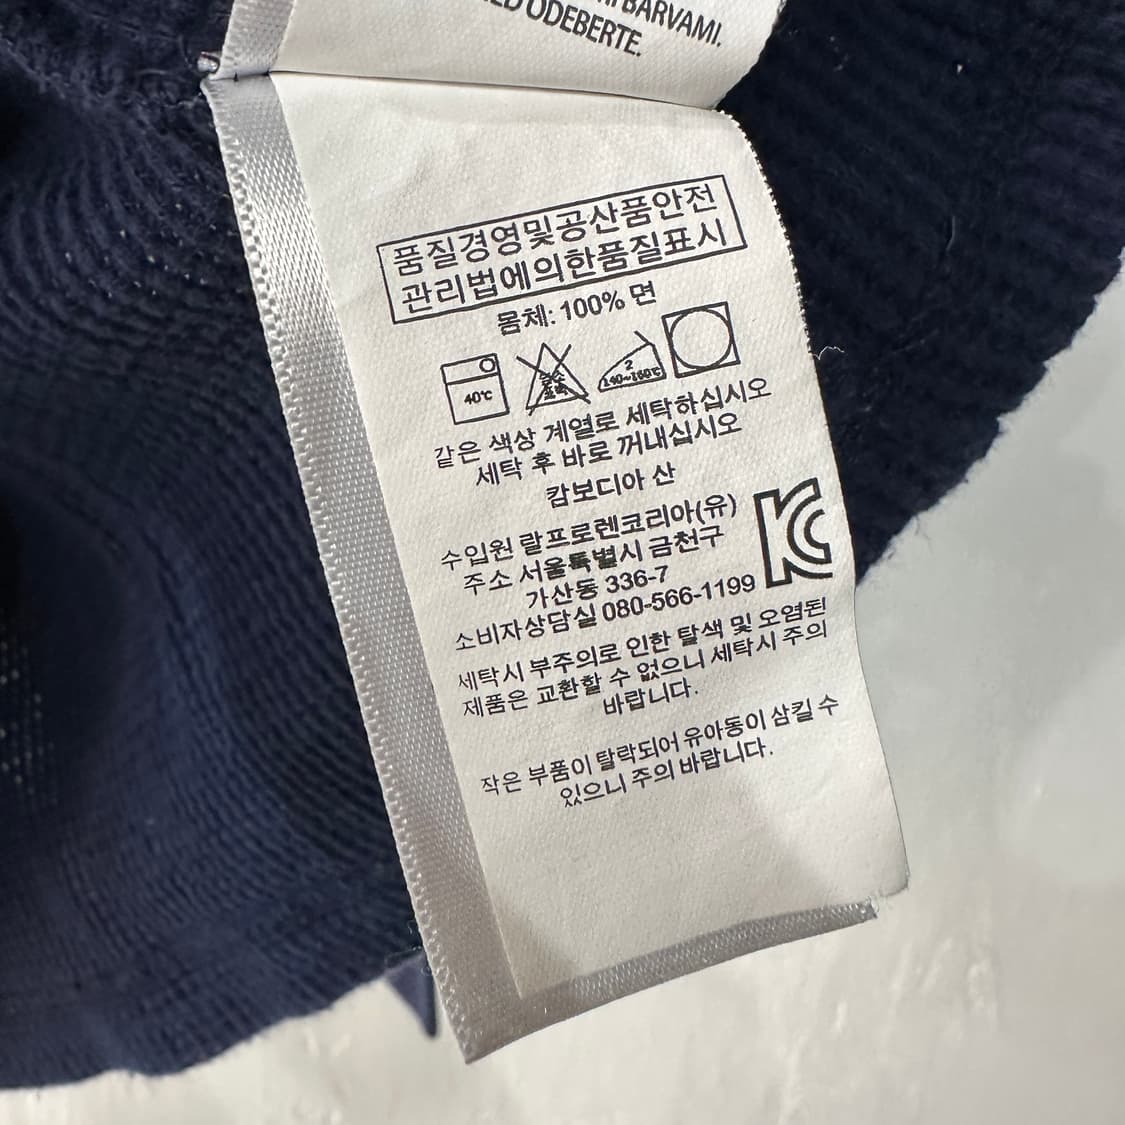 BARVAMI.
ODEBERTE.
품질경영및공산품안전
관리법에의한품질표시
몸체: 100% 면
40℃
염소
표백
2
140~160℃
같은 색상 계열로 세탁하십시오
세탁 후 바로 꺼내십시오
캄보디아 산
수입원 랄프로렌코리아(유)
주소 서울특별시 금천구
가산동 336-7
소비자상담실 080-566-1199
세탁시 부주의로 인한 탈색 및 오염된
제품은 교환할 수 없으니 세탁시 주의
바랍니다.
작은 부품이 탈락되어 유아동이 삼킬 수
있으니 주의 바랍니다.